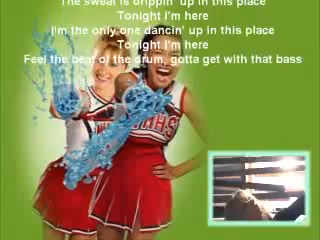 The sweat is drippin' up in this place
Tonight I'm here
I'm the only one dancin' up in this place
Tonight I'm here
Feel the beat of the drum, gotta get with that bass
WMHS